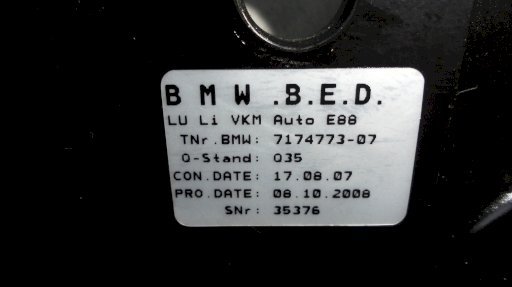 BMW .B.E.D.
LU Li VKM Auto E88
TNr.BMW: 7174773-07
Q-Stand: Q35
CON.DATE: 17.08.07
PRO.DATE: 08.10.2008
SNr: 35376